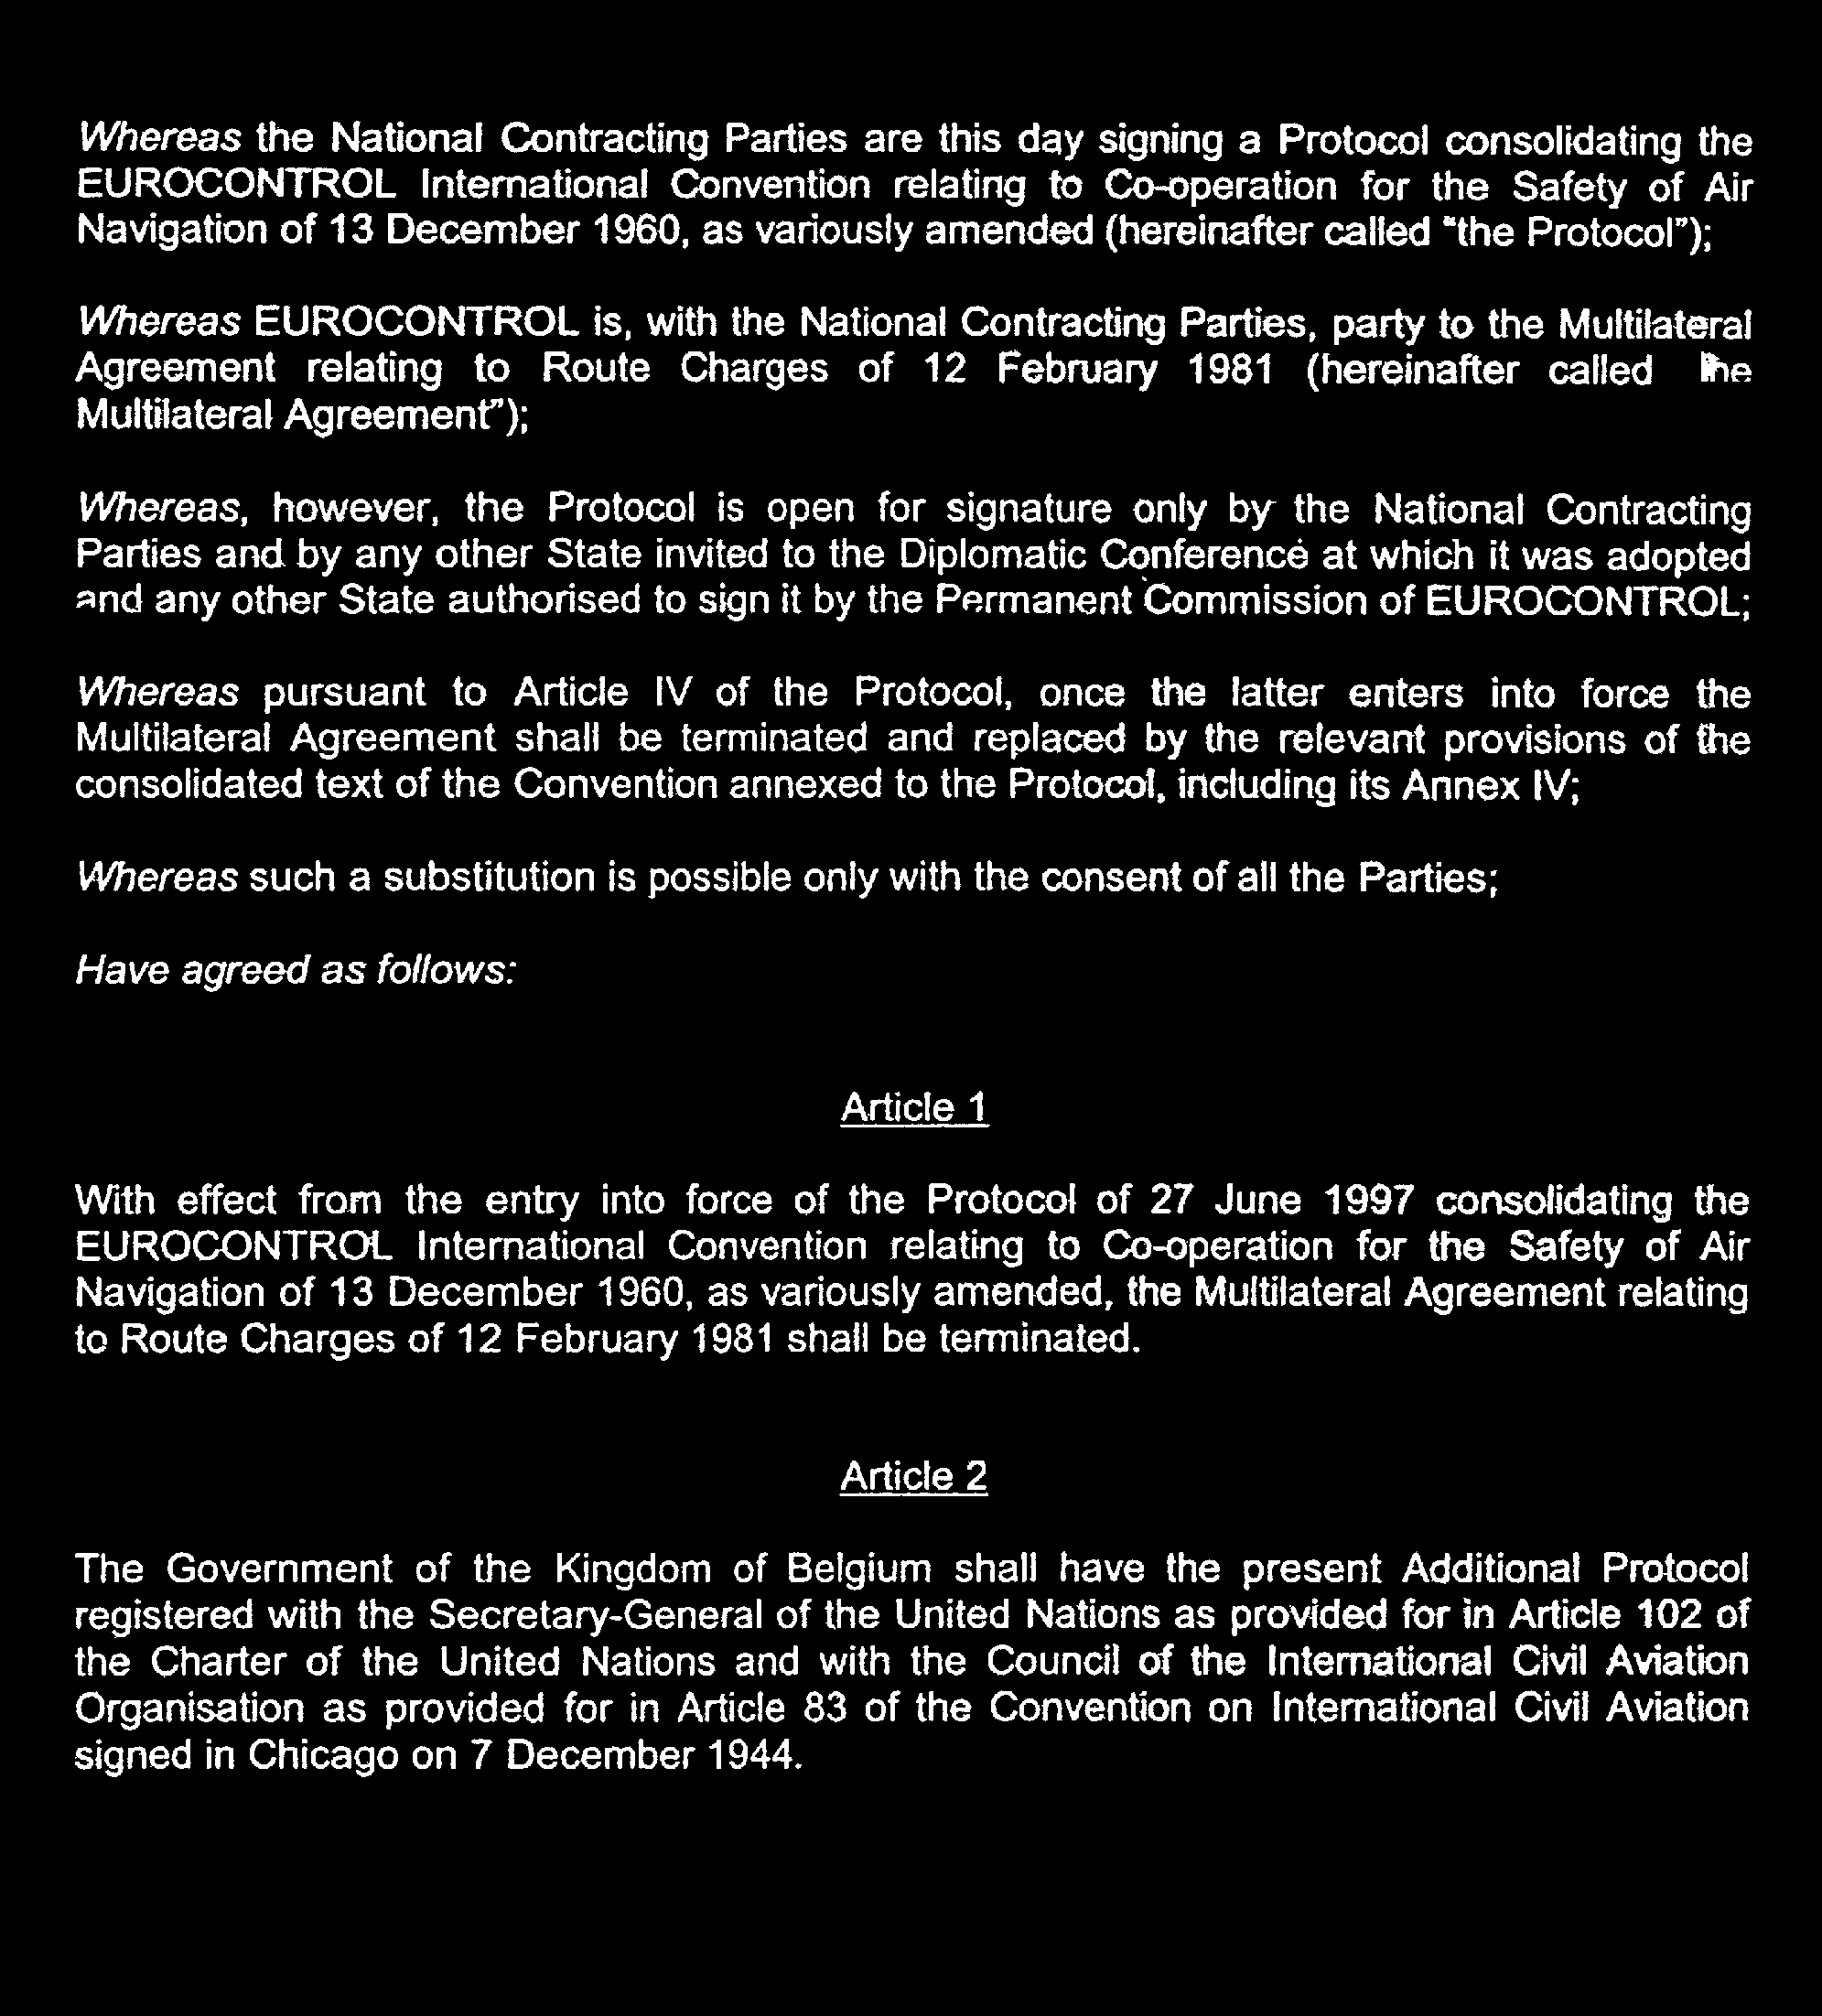 Whereas the National Contracting Parties are this day signing a Protocol consolidating the
EUROCONTROL International Convention relating to Co-operation for the Safety of Air
Navigation of 13 December 1960, as variously amended (hereinafter called "the Protocol");
Whereas EUROCONTROL is, with the National Contracting Parties, party to the Multilateral
Agreement relating to Route Charges of 12 February 1981 (hereinafter called the
Multilateral Agreement");
Whereas, however, the Protocol is open for signature only by the National Contracting
Parties and by any other State invited to the Diplomatic Conference at which it was adopted
and any other State authorised to sign it by the Permanent Commission of EUROCONTROL;
Whereas pursuant to Article IV of the Protocol, once the latter enters into force the
Multilateral Agreement shall be terminated and replaced by the relevant provisions of the
consolidated text of the Convention annexed to the Protocol, including its Annex IV;
Whereas such a substitution is possible only with the consent of all the Parties;
Have agreed as follows:
Article 1
With effect from the entry into force of the Protocol of 27 June 1997 consolidating the
EUROCONTROL International Convention relating to Co-operation for the Safety of Air
Navigation of 13 December 1960, as variously amended, the Multilateral Agreement relating
to Route Charges of 12 February 1981 shall be terminated.
Article 2
The Government of the Kingdom of Belgium shall have the present Additional Protocol
registered with the Secretary-General of the United Nations as provided for in Article 102 of
the Charter of the United Nations and with the Council of the International Civil Aviation
Organisation as provided for in Article 83 of the Convention on International Civil Aviation
signed in Chicago on 7 December 1944.